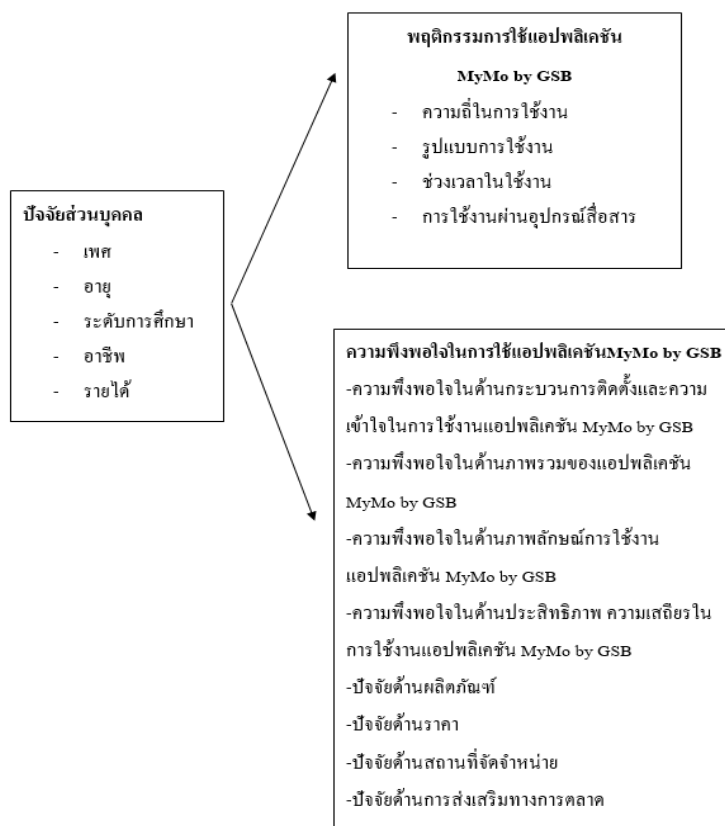 พฤติกรรมการใช้แอปพลิเคชัน
MyMo by GSB
- ความถี่ในการใช้งาน
- รูปแบบการใช้งาน
- ช่วงเวลาในใช้งาน
- การใช้งานผ่านอุปกรณ์สื่อสาร
ปัจจัยส่วนบุคคล
- เพศ
- อายุ
- ระดับการศึกษา
- อาชีพ
- รายได้
ความพึงพอใจในการใช้แอปพลิเคชันMyMo by GSB
-ความพึงพอใจในด้านกระบวนการติดตั้งและความ
เข้าใจในการใช้งานแอปพลิเคชัน MyMo by GSB
-ความพึงพอใจในด้านภาพรวมของแอปพลิเคชัน
MyMo by GSB
-ความพึงพอใจในด้านภาพลักษณ์การใช้งาน
แอปพลิเคชัน MyMo by GSB
-ความพึงพอใจในด้านประสิทธิภาพ ความเสถียรใน
การใช้งานแอปพลิเคชัน MyMo by GSB
-ปัจจัยด้านผลิตภัณฑ์
-ปัจจัยด้านราคา
-ปัจจัยด้านสถานที่จัดจำหน่าย
-ปัจจัยด้านการส่งเสริมทางการตลาด